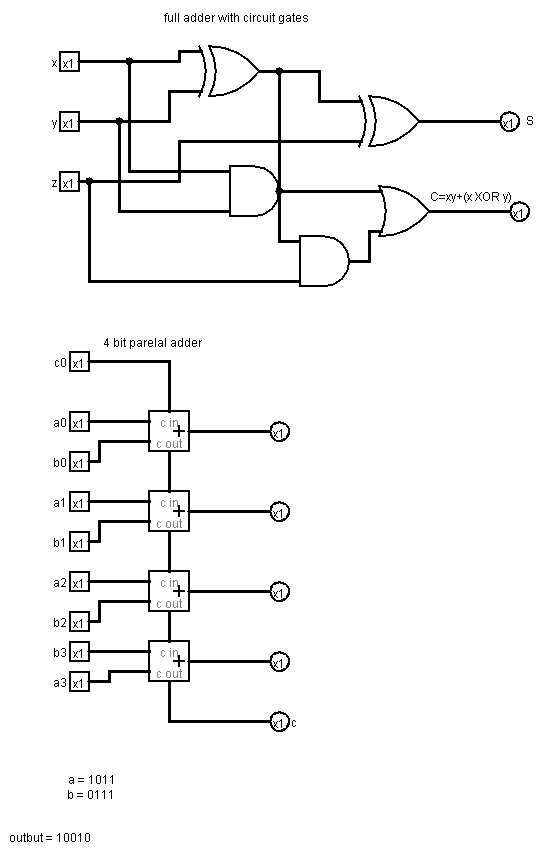 full adder with circuit gates
x x1
y x1
z x1
x1 S
C=xy+(x XOR y)
x1
4 bit parelal adder
c0 x1
a0 x1
c in
+
x1
b0 x1
c out
a1 x1
c in
+
x1
b1 x1
c out
a2 x1
c in
+
x1
b2 x1
c out
b3 x1
c in
+
x1
a3 x1
c out
x1 c
a = 1011
b = 0111
outbut = 10010